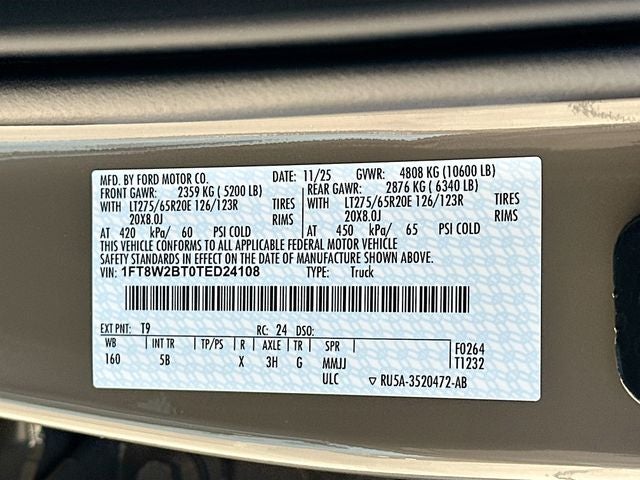 MFD. BY FORD MOTOR CO. DATE: 11/25 GVWR: 4808 KG (10600 LB)
FRONT GAWR: 2359 KG ( 5200 LB) REAR GAWR: 2876 KG ( 6340 LB)
WITH LT275/65R20E 126/123R TIRES WITH LT275/65R20E 126/123R TIRES
20X8.0J RIMS 20X8.0J RIMS
AT 420 kPa/ 60 PSI COLD AT 450 kPa/ 65 PSI COLD
THIS VEHICLE CONFORMS TO ALL APPLICABLE FEDERAL MOTOR VEHICLE
SAFETY STANDARDS IN EFFECT ON THE DATE OF MANUFACTURE SHOWN ABOVE.
VIN: 1FT8W2BT0TED24108 TYPE: Truck
EXT PNT: T9 RC: 24 DSO:
WB INT TR TP/PS R AXLE TR SPR F0264
160 5B X 3H G MMJJ T1232
ULC RU5A-3520472-AB